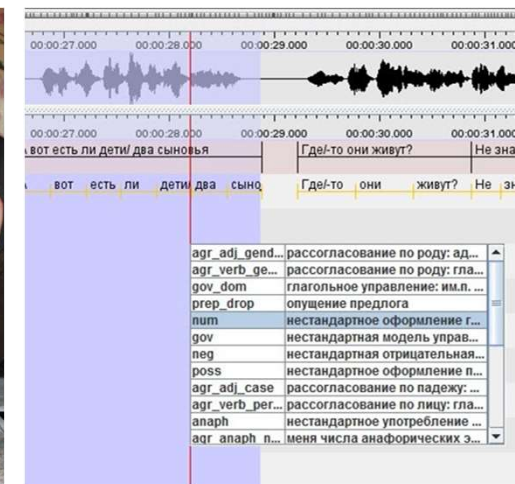 00:00:27.000 00:00:28.000 00:00:29.000 00:00:30.000 00:00:31.000
00:00:27.000 00:00:28.000 00:00:29.000 00:00:30.000 00:00:31.000
вот есть ли дети/ два сыновья Где/-то они живут? Не зна
вот есть ли дети/ два сыно Где/-то они живут? Не зн
agr_adj_gend... рассогласование по роду: ад...
agr_verb_ge... рассогласование по роду: гла...
gov_dom глагольное управление: им.п. ...
prep_drop опущение предлога
num нестандартное оформление г...
gov нестандартная модель управ...
neg нестандартная отрицательная...
poss нестандартное оформление п...
agr_adj_case рассогласование по падежу: ...
agr_verb_per... рассогласование по лицу: гла...
anaph нестандартное употребление ...
agr_anaph_n... меня числа анафорических э...